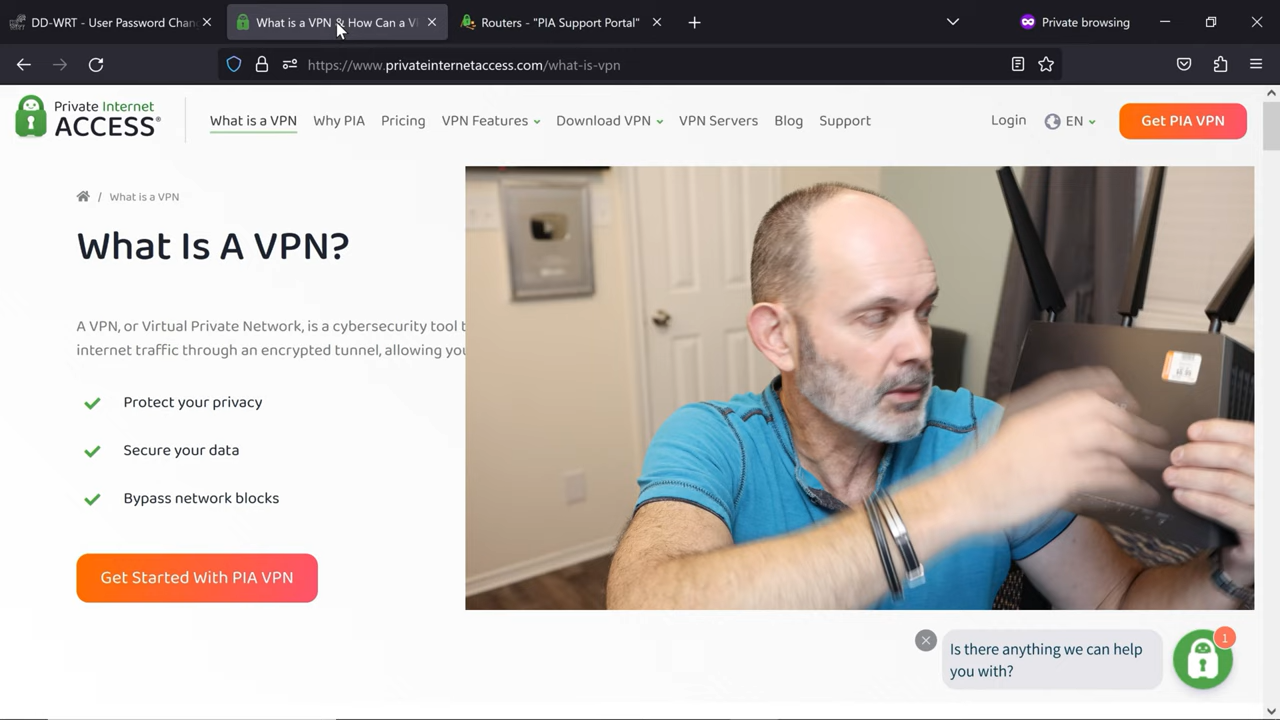 DD-WRT - User Password Chan
What is a VPN & How Can a V
Routers - "PIA Support Portal"
Private browsing
https://www.privateinternetaccess.com/what-is-vpn
Private Internet
ACCESS®
What is a VPN
Why PIA
Pricing
VPN Features
Download VPN
VPN Servers
Blog
Support
Login
EN
Get PIA VPN
/ What is a VPN
What Is A VPN?
A VPN, or Virtual Private Network, is a cybersecurity tool t
internet traffic through an encrypted tunnel, allowing you
Protect your privacy
Secure your data
Bypass network blocks
Get Started With PIA VPN
Is there anything we can help
you with?
1